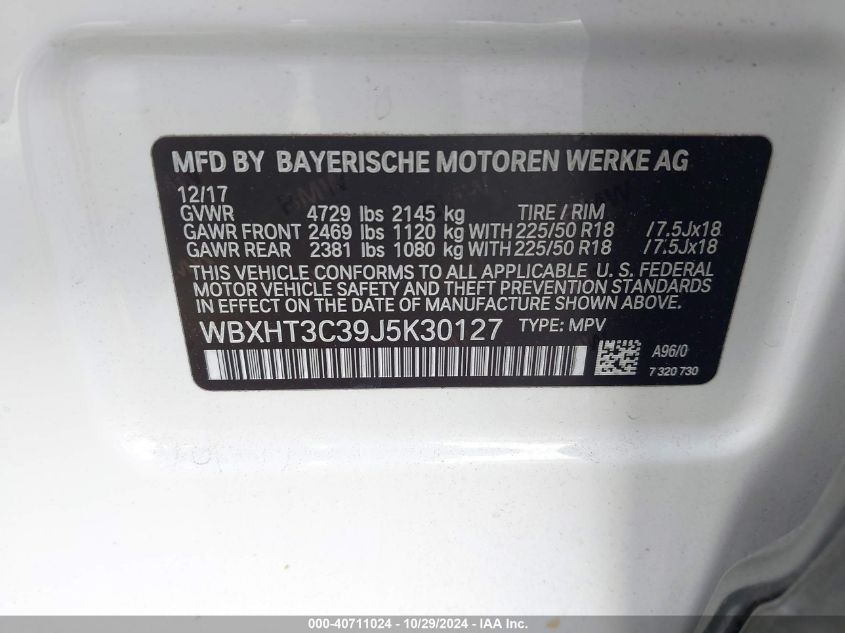 MFD BY BAYERISCHE MOTOREN WERKE AG
12/17
GVWR 4729 lbs 2145 kg TIRE / RIM
GAWR FRONT 2469 lbs 1120 kg WITH 225/50 R18 /7.5Jx18
GAWR REAR 2381 lbs 1080 kg WITH 225/50 R18 /7.5Jx18
THIS VEHICLE CONFORMS TO ALL APPLICABLE U. S. FEDERAL
MOTOR VEHICLE SAFETY AND THEFT PREVENTION STANDARDS
IN EFFECT ON THE DATE OF MANUFACTURE SHOWN ABOVE.
WBXHT3C39J5K30127 TYPE: MPV
A96/0
7 320 730
000-40711024 - 10/29/2024 - IAA Inc.